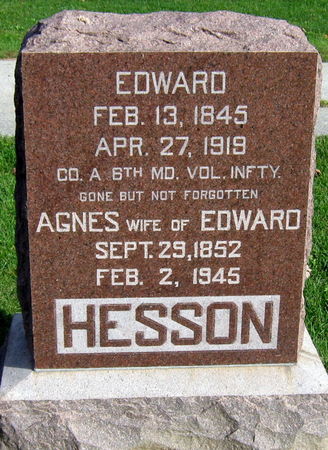 EDWARD
FEB. 13, 1845
APR. 27, 1919
CO. A 6TH MD. VOL. INFTY.
GONE BUT NOT FORGOTTEN
AGNES WIFE OF EDWARD
SEPT. 29, 1852
FEB. 2, 1945
HESSON